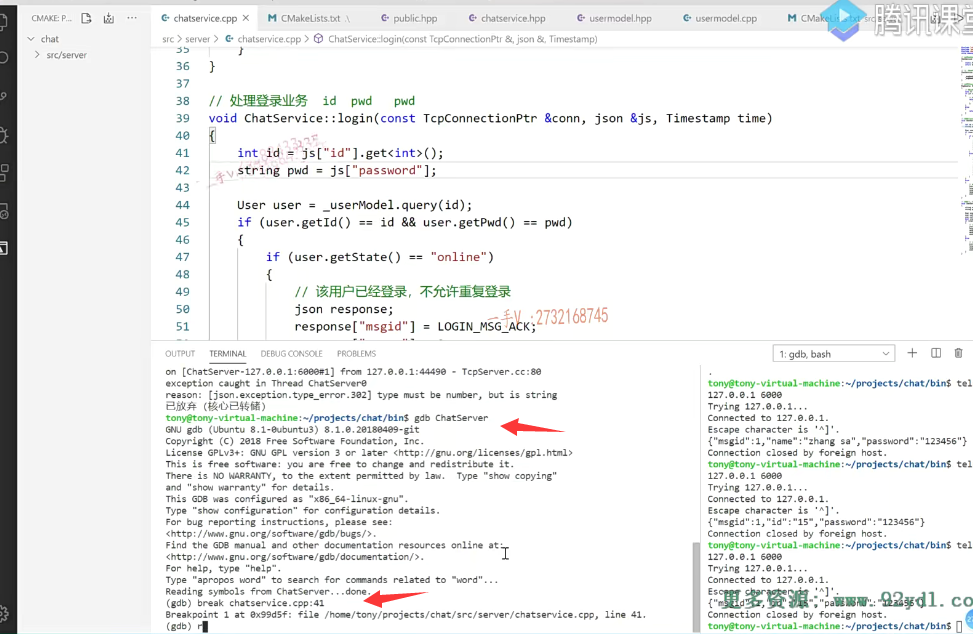 CMAKE: P...
chat
src/server
chatservice.cpp
CMakeLists.txt
public.hpp
chatservice.hpp
usermodel.hpp
usermodel.cpp
腾讯课堂
src > server > chatservice.cpp > ChatService::login(const TcpConnectionPtr &, json &, Timestamp)
35 }
36 }
37
38 // 处理登录业务 id pwd pwd
39 void ChatService::login(const TcpConnectionPtr &conn, json &js, Timestamp time)
40 {
41 int id = js["id"].get<int>();
42 string pwd = js["password"];
43
44 User user = _userModel.query(id);
45 if (user.getId() == id && user.getPwd() == pwd)
46 {
47 if (user.getState() == "online")
48 {
49 // 该用户已经登录，不允许重复登录
50 json response;
51 response["msgid"] = LOGIN_MSG_ACK;
一手V :2732168745
OUTPUT TERMINAL DEBUG CONSOLE PROBLEMS
1: gdb, bash
on [ChatServer-127.0.0.1:6000#1] from 127.0.0.1:44490 - TcpServer.cc:80
exception caught in Thread ChatServer0
reason: [json.exception.type_error.302] type must be number, but is string
已放弃 (核心已转储)
tony@tony-virtual-machine:~/projects/chat/bin$ gdb ChatServer
GNU gdb (Ubuntu 8.1-0ubuntu3) 8.1.0.20180409-git
Copyright (C) 2018 Free Software Foundation, Inc.
License GPLv3+: GNU GPL version 3 or later <http://gnu.org/licenses/gpl.html>
This is free software: you are free to change and redistribute it.
There is NO WARRANTY, to the extent permitted by law.  Type "show copying"
and "show warranty" for details.
This GDB was configured as "x86_64-linux-gnu".
Type "show configuration" for configuration details.
For bug reporting instructions, please see:
<http://www.gnu.org/software/gdb/bugs/>.
Find the GDB manual and other documentation resources online at:
<http://www.gnu.org/software/gdb/documentation/>.
For help, type "help".
Type "apropos word" to search for commands related to "word"...
Reading symbols from ChatServer...done.
(gdb) break chatservice.cpp:41
Breakpoint 1 at 0x99d5f: file /home/tony/projects/chat/src/server/chatservice.cpp, line 41.
(gdb) r
.
tony@tony-virtual-machine:~/projects/chat/bin$ tel
127.0.0.1 6000
Trying 127.0.0.1...
Connected to 127.0.0.1.
Escape character is '^]'.
{"msgid":1,"name":"zhang sa","password":"123456"}
Connection closed by foreign host.
tony@tony-virtual-machine:~/projects/chat/bin$ tel
127.0.0.1 6000
Trying 127.0.0.1...
Connected to 127.0.0.1.
Escape character is '^]'.
{"msgid":1,"id":"15","password":"123456"}
Connection closed by foreign host.
tony@tony-virtual-machine:~/projects/chat/bin$ tel
127.0.0.1 6000
Trying 127.0.0.1...
Connected to 127.0.0.1.
Escape character is '^]'.
Connection closed by foreign host.
tony@tony-virtual-machine:~/projects/chat/bin$